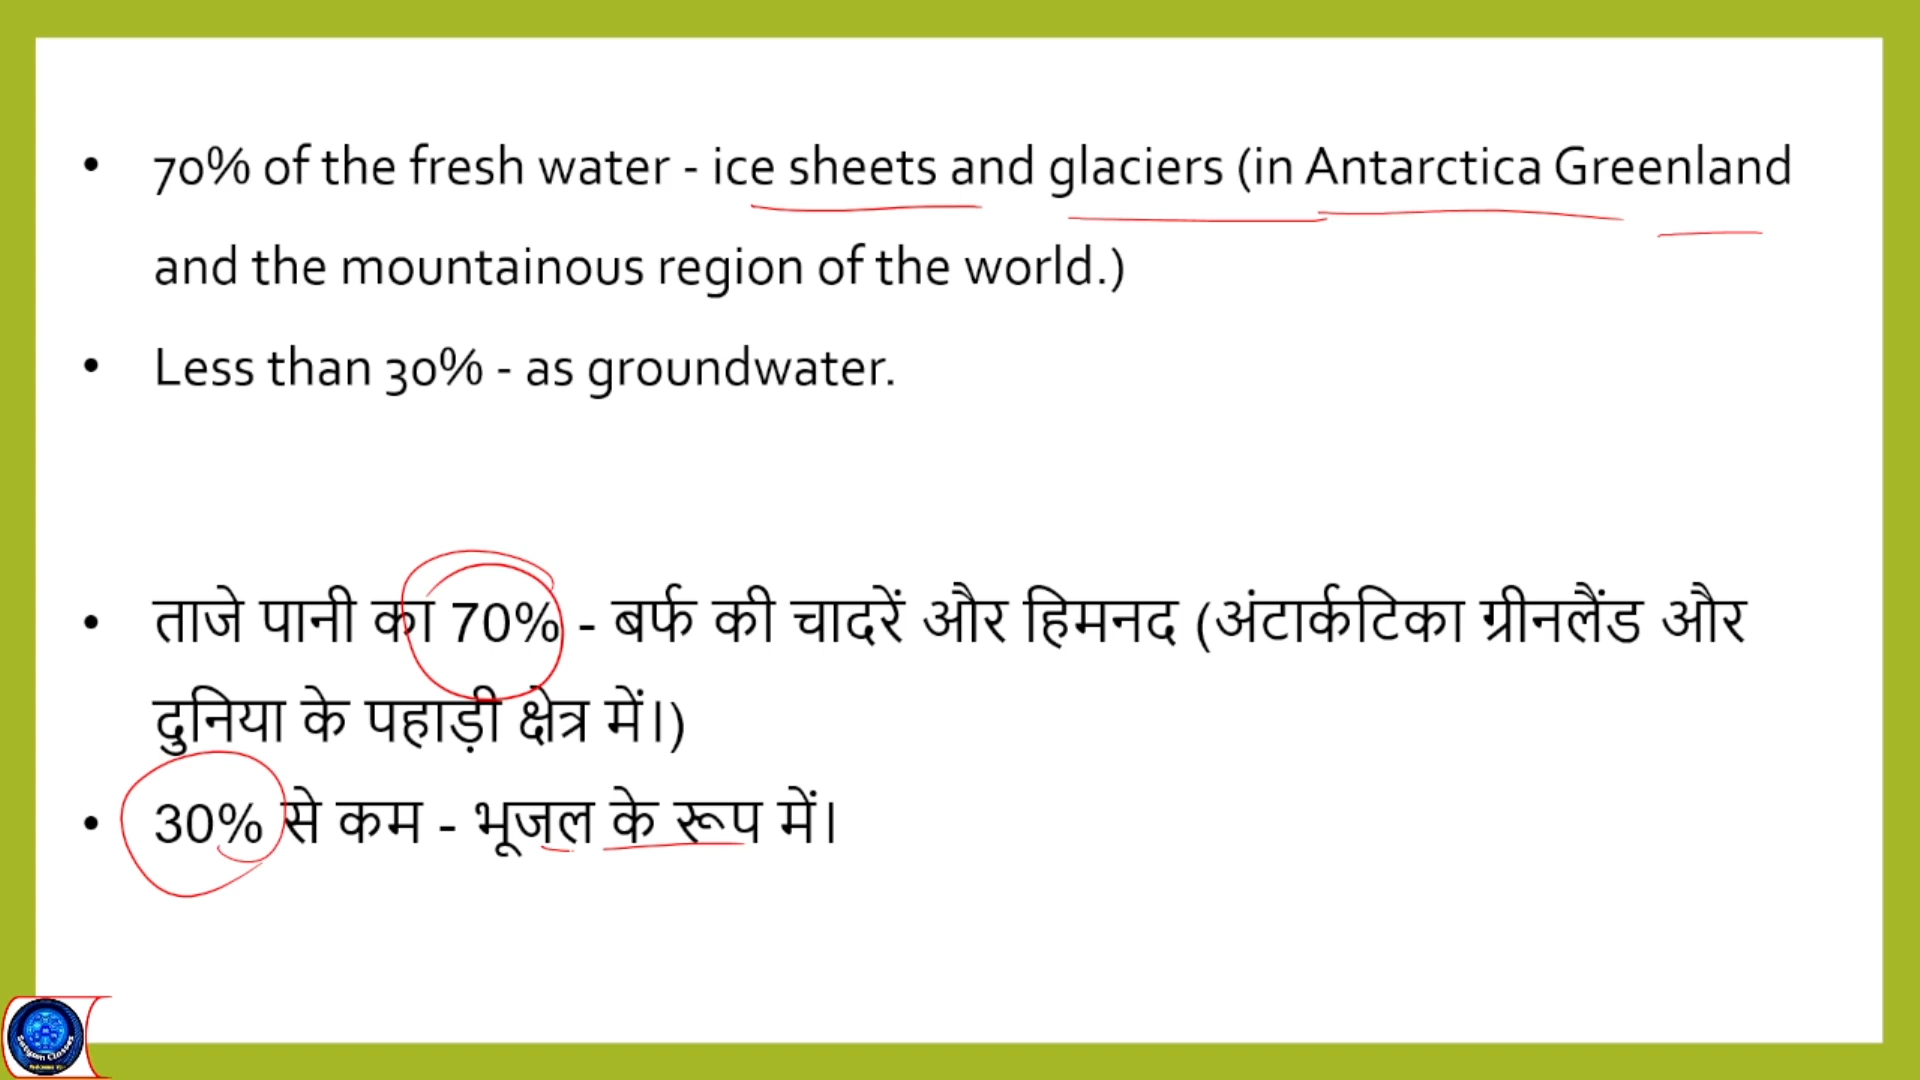 • 70% of the fresh water - ice sheets and glaciers (in Antarctica Greenland
and the mountainous region of the world.)
• Less than 30% - as groundwater.
• ताजे पानी का 70% - बर्फ की चादरें और हिमनद (अंटार्कटिका ग्रीनलैंड और
दुनिया के पहाड़ी क्षेत्र में।)
• 30% से कम - भूजल के रूप में।